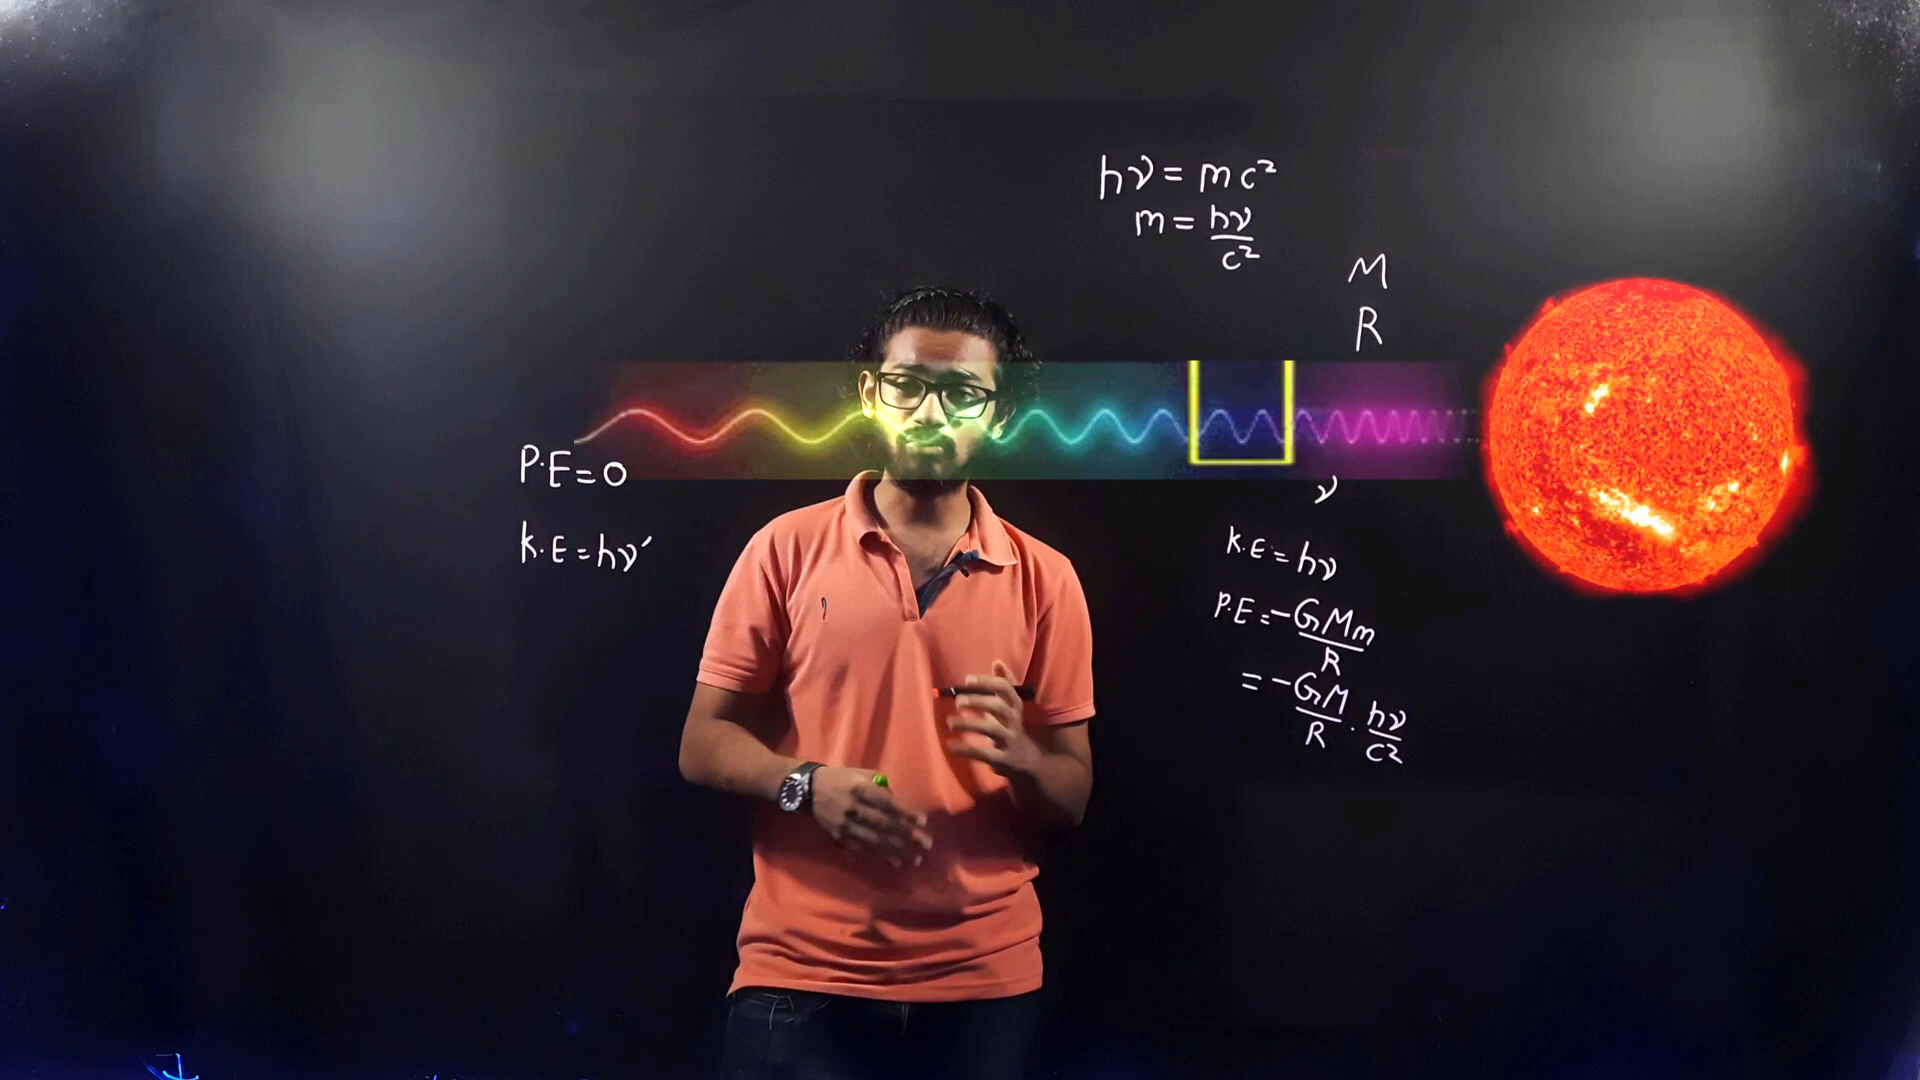 hν = mc²
m = hν/c²
M
R
P.E = 0
K.E = hν′
ν
K.E = hν
P.E = -GMm/R
= -GM/R . hν/c²